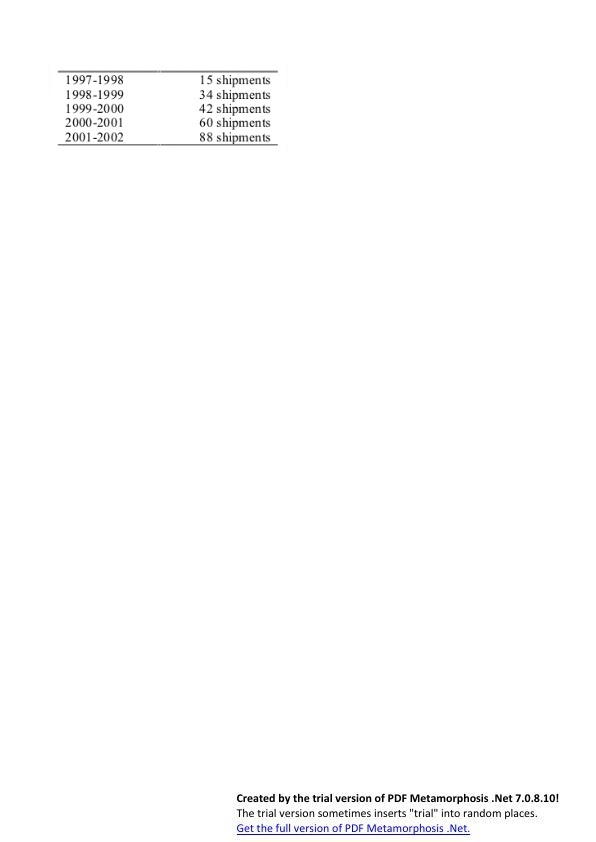 1997-1998 15 shipments
1998-1999 34 shipments
1999-2000 42 shipments
2000-2001 60 shipments
2001-2002 88 shipments
Created by the trial version of PDF Metamorphosis .Net 7.0.8.10!
The trial version sometimes inserts "trial" into random places.
Get the full version of PDF Metamorphosis .Net.